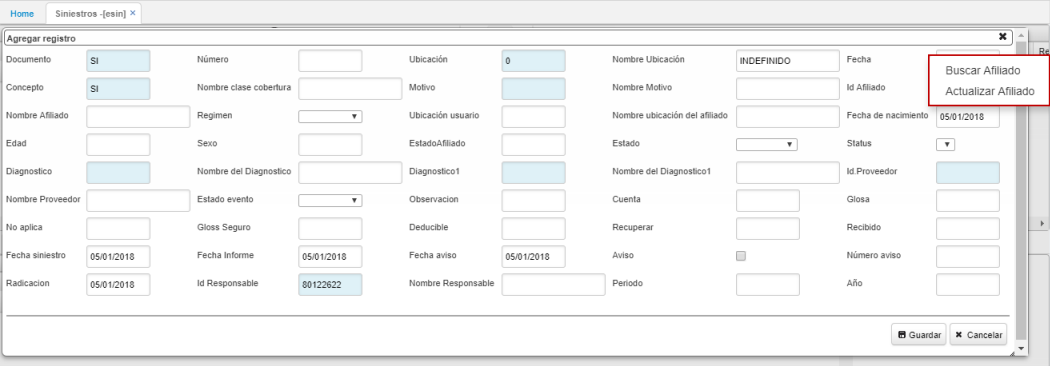 Home Siniestros -[esin] ×
Agregar registro
Re
Documento SI Número Ubicación 0 Nombre Ubicación INDEFINIDO Fecha
Buscar Afiliado
Concepto SI Nombre clase cobertura Motivo Nombre Motivo Id Afiliado
Actualizar Afiliado
Nombre Afiliado Regimen Ubicación usuario Nombre ubicación del afiliado Fecha de nacimiento 05/01/2018
Edad Sexo EstadoAfiliado Estado Status
Diagnostico Nombre del Diagnostico Diagnostico1 Nombre del Diagnostico1 Id.Proveedor
Nombre Proveedor Estado evento Observacion Cuenta Glosa
No aplica Gloss Seguro Deducible Recuperar Recibido
Fecha siniestro 05/01/2018 Fecha Informe 05/01/2018 Fecha aviso 05/01/2018 Aviso Número aviso
Radicacion 05/01/2018 Id Responsable 80122622 Nombre Responsable Periodo Año
Guardar Cancelar